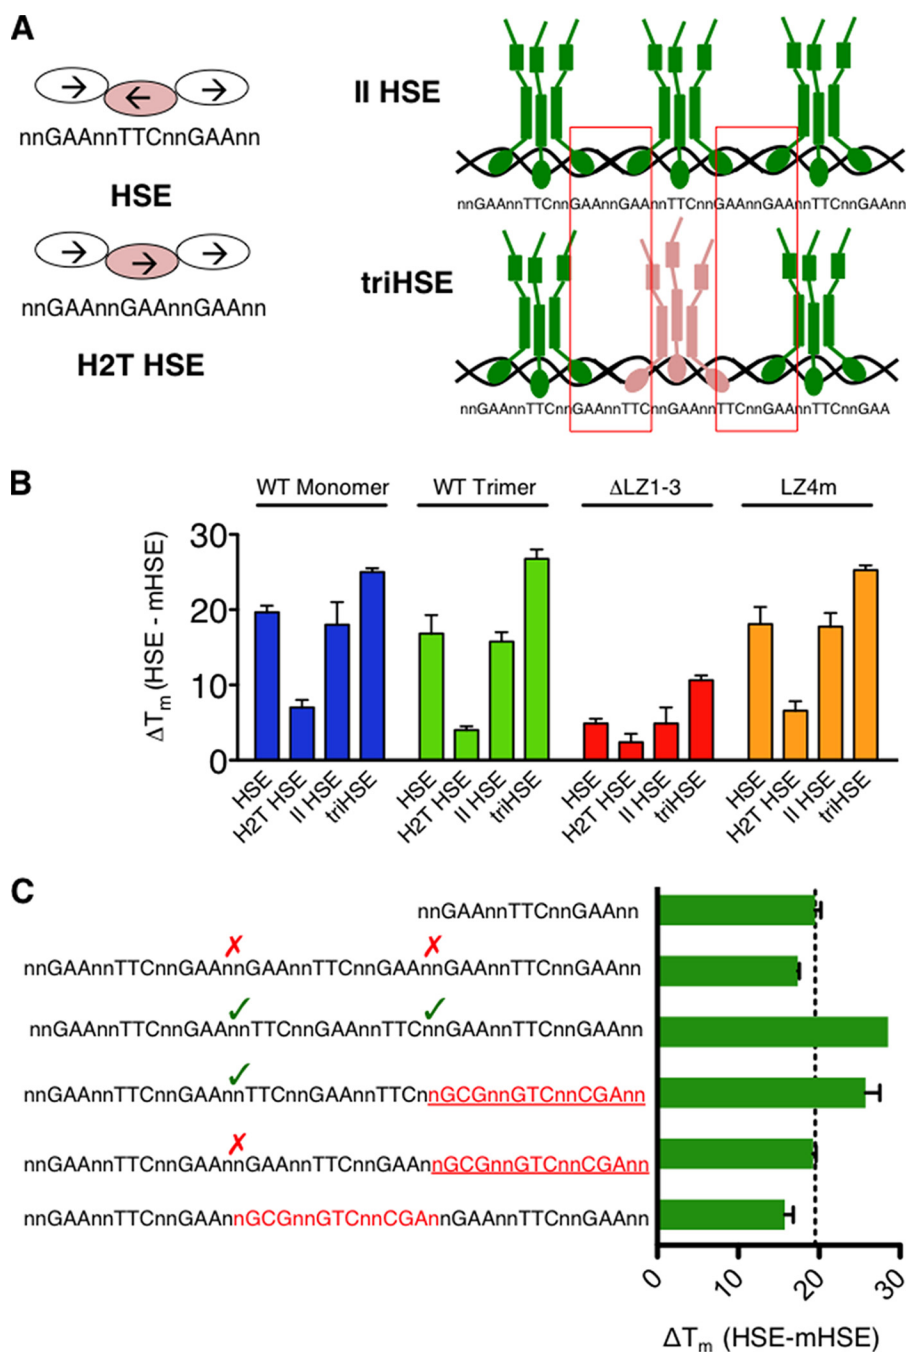 A
nnGAAnnTTCnnGAAnn
HSE
nnGAAnnGAAnnGAAnn
H2T HSE
II HSE
nnGAAnnTTCnnGAAnnGAAnnTTCnnGAAnnGAAnnTTCnnGAAnn
triHSE
nnGAAnnTTCnnGAAnnTTCnnGAAnnTTCnnGAAnnTTCnnGAA
B
WT Monomer
WT Trimer
ΔLZ1-3
LZ4m
ΔTm (HSE - mHSE)
30
20
10
0
HSE
H2T HSE
II HSE
triHSE
HSE
H2T HSE
II HSE
triHSE
HSE
H2T HSE
II HSE
triHSE
HSE
H2T HSE
II HSE
triHSE
C
nnGAAnnTTCnnGAAnn
✗ ✗
nnGAAnnTTCnnGAAnnGAAnnTTCnnGAAnnGAAnnTTCnnGAAnn
✓ ✓
nnGAAnnTTCnnGAAnnTTCnnGAAnnTTCnnGAAnnTTCnnGAAnn
✓
nnGAAnnTTCnnGAAnnTTCnnGAAnnTTCnnGCGnnGTCnnCGAnn
✗
nnGAAnnTTCnnGAAnnGAAnnTTCnnGAAnnGCGnnGTCnnCGAnn
nnGAAnnTTCnnGAAnnGCGnnGTCnnCGAnnGAAnnTTCnnGAAnn
0
10
20
30
ΔTm (HSE-mHSE)